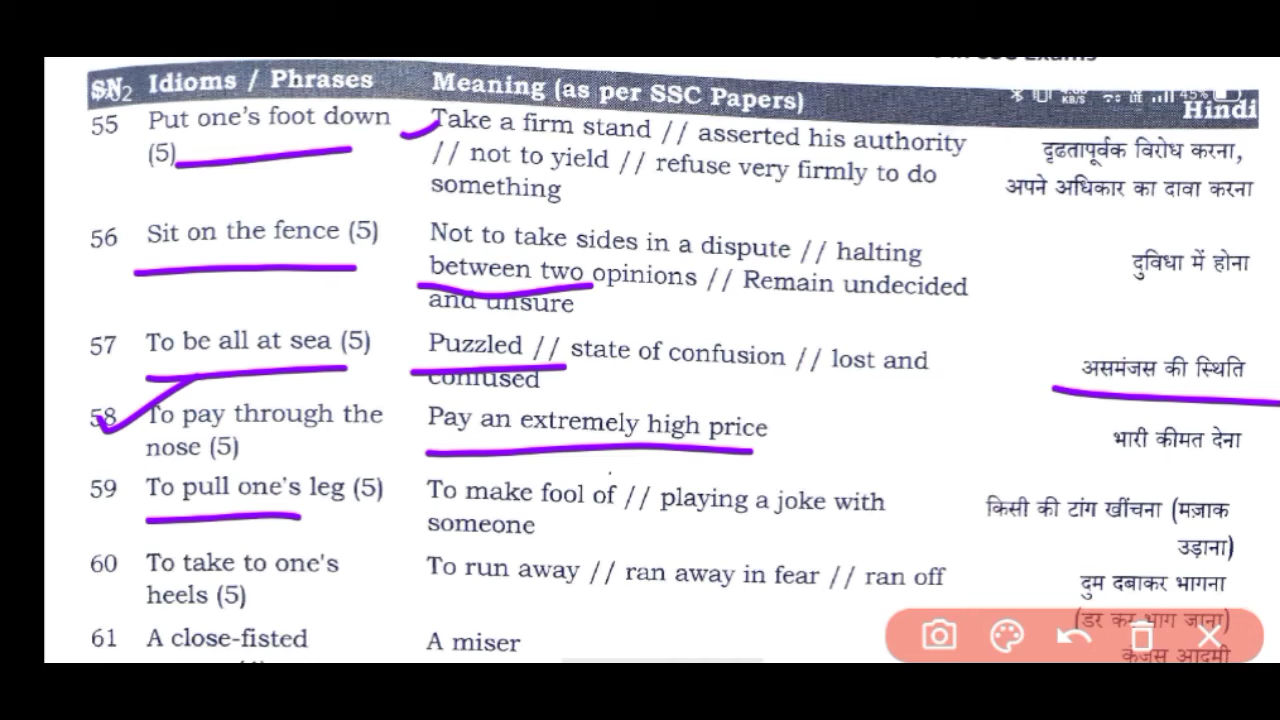 SN Idioms / Phrases Meaning (as per SSC Papers) Hindi
45%
55 Put one's foot down (5) Take a firm stand // asserted his authority // not to yield // refuse very firmly to do something दृढतापूर्वक विरोध करना, अपने अधिकार का दावा करना
56 Sit on the fence (5) Not to take sides in a dispute // halting between two opinions // Remain undecided and unsure दुविधा में होना
57 To be all at sea (5) Puzzled // state of confusion // lost and confused असमंजस की स्थिति
58 To pay through the nose (5) Pay an extremely high price भारी कीमत देना
59 To pull one's leg (5) To make fool of // playing a joke with someone किसी की टांग खींचना (मज़ाक उड़ाना)
60 To take to one's heels (5) To run away // ran away in fear // ran off दुम दबाकर भागना (डर कर भाग जाना)
61 A close-fisted A miser कंजूस आदमी